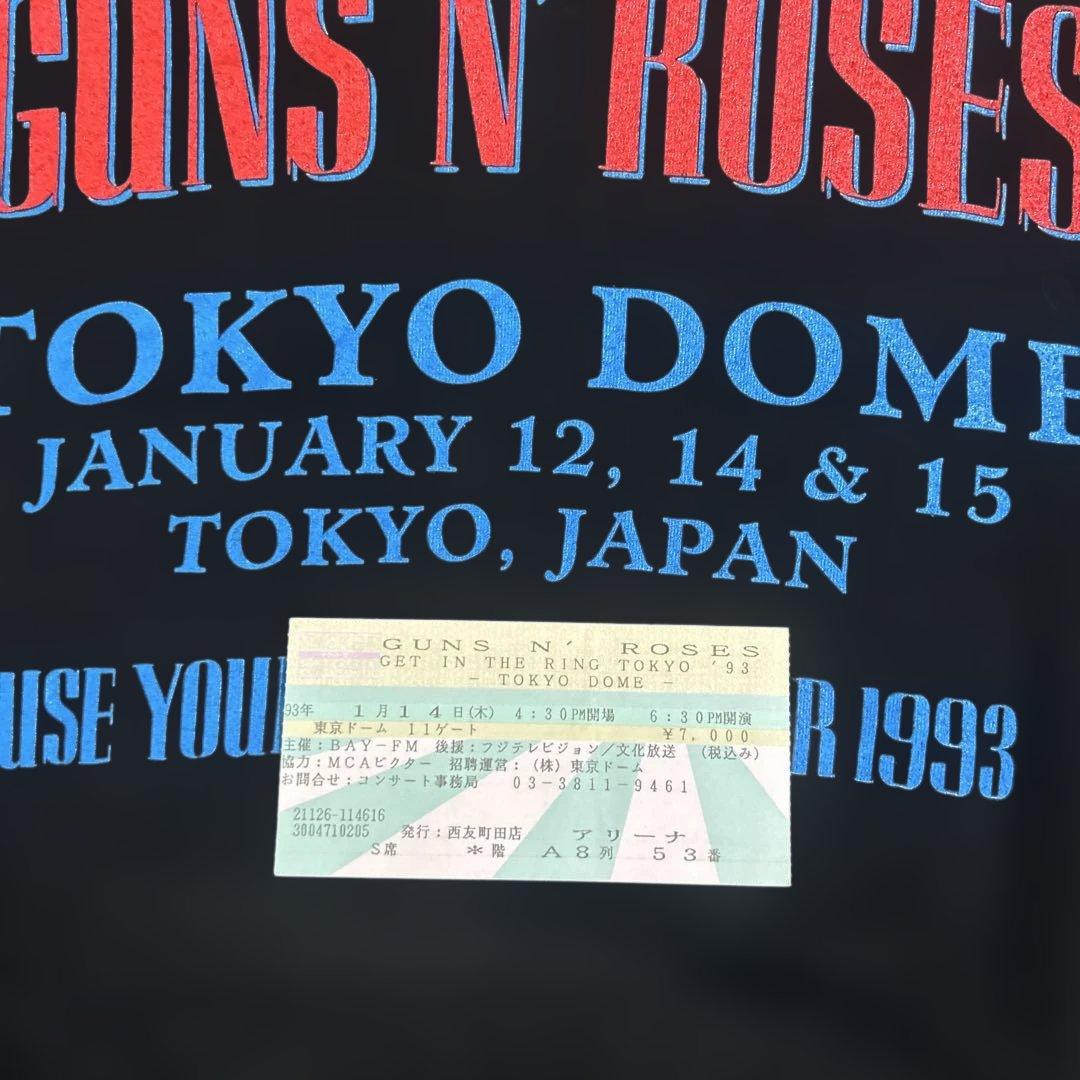 GUNS N' ROSES
TOKYO DOME
JANUARY 12, 14 & 15
TOKYO, JAPAN
USE YOU R 1993
GUNS N' ROSES
GET IN THE RING TOKYO '93
- TOKYO DOME -
93年 1月14日(木) 4:30PM開場 6:30PM開演
東京ドーム 11ゲート ¥7,000
主催:BAY-FM 後援:フジテレビジョン/文化放送 (税込み)
協力:MCAビクター 招聘運営:(株)東京ドーム
お問合せ:コンサート事務局 03-3811-9461
21126-114616
3004710205 発行:西友町田店 アリーナ
S席 *階 A8列 53番